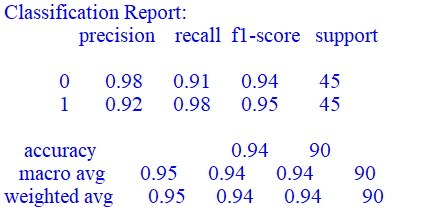 Classification Report:
precision recall f1-score support
0 0.98 0.91 0.94 45
1 0.92 0.98 0.95 45
accuracy 0.94 90
macro avg 0.95 0.94 0.94 90
weighted avg 0.95 0.94 0.94 90